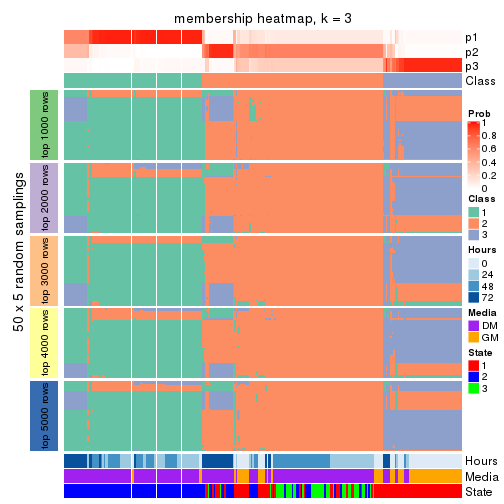 membership heatmap, k = 3
p1
p2
p3
Class
50 x 5 random samplings
top 1000 rows
top 2000 rows
top 3000 rows
top 4000 rows
top 5000 rows
Hours
Media
State
Prob
1
0.8
0.6
0.4
0.2
0
Class
1
2
3
Hours
0
24
48
72
Media
DM
GM
State
1
2
3